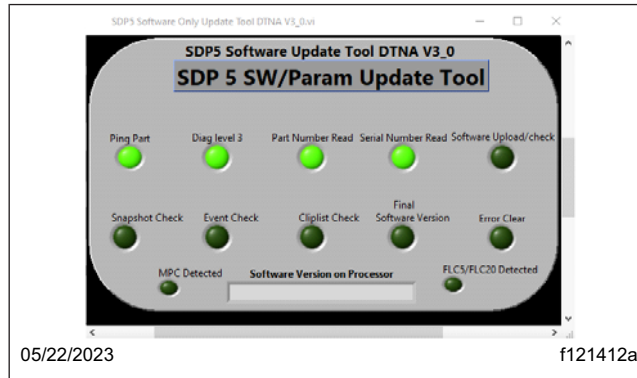 SDP5 Software Only Update Tool DTNA V3_0.vi
SDP5 Software Update Tool DTNA V3_0
SDP 5 SW/Param Update Tool
Ping Part Diag level 3 Part Number Read Serial Number Read Software Upload/check
Snapshot Check Event Check Cliplist Check Final Software Version Error Clear
MPC Detected Software Version on Processor FLC5/FLC20 Detected
05/22/2023 f121412a